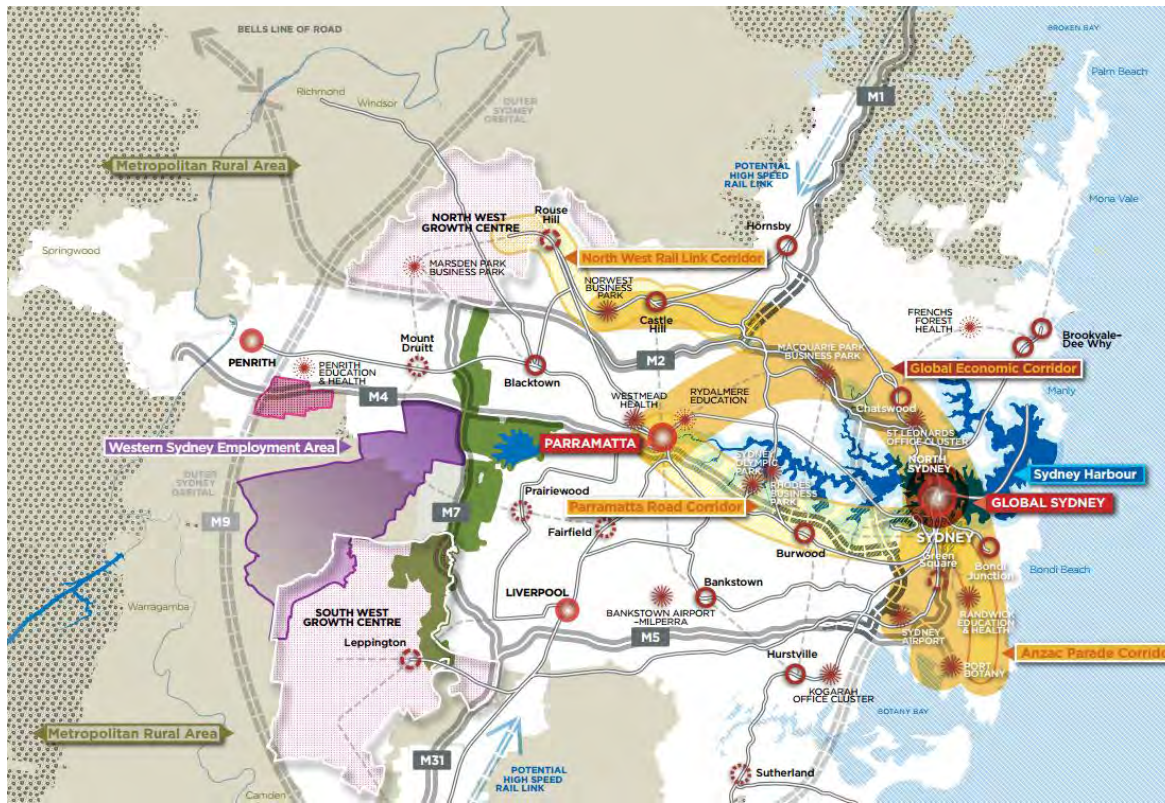 BROKEN BAY
BELLS LINE OF ROAD
Palm Beach
Richmond
Windsor
M1
OUTER
SYDNEY
ORBITAL
Metropolitan Rural Area
POTENTIAL
HIGH SPEED
RAIL LINK
Mona Vale
Rouse
Hill
NORTH WEST
GROWTH CENTRE
Hornsby
Springwood
North West Rail Link Corridor
MARSDEN PARK
BUSINESS PARK
NORWEST
BUSINESS
PARK
Castle
Hill
FRENCHS
FOREST
HEALTH
Brookvale-
Dee Why
PENRITH
Mount
Druitt
M2
MACQUARIE PARK
BUSINESS PARK
PENRITH
EDUCATION
& HEALTH
Blacktown
Global Economic Corridor
M4
WESTMEAD
HEALTH
RYDALMERE
EDUCATION
Manly
Chatswood
Western Sydney Employment Area
PARRAMATTA
ST LEONARDS
OFFICE CLUSTER
SYDNEY
OLYMPIC
PARK
NORTH
SYDNEY
Sydney Harbour
OUTER
SYDNEY
ORBITAL
Prairiewood
RHODES
BUSINESS
PARK
GLOBAL SYDNEY
M9
M7
Parramatta Road Corridor
Fairfield
SYDNEY
Burwood
Green
Square
Bondi
Junction
Bondi Beach
Bankstown
Warragamba
SOUTH WEST
GROWTH CENTRE
LIVERPOOL
BANKSTOWN AIRPORT
-MILPERRA
RANDWICK
EDUCATION
& HEALTH
M5
SYDNEY
AIRPORT
Leppington
Hurstville
Anzac Parade Corrido
PORT
BOTANY
KOGARAH
OFFICE CLUSTER
BOTANY BAY
Metropolitan Rural Area
M31
POTENTIAL
HIGH SPEED
RAIL LINK
Sutherland
Camden